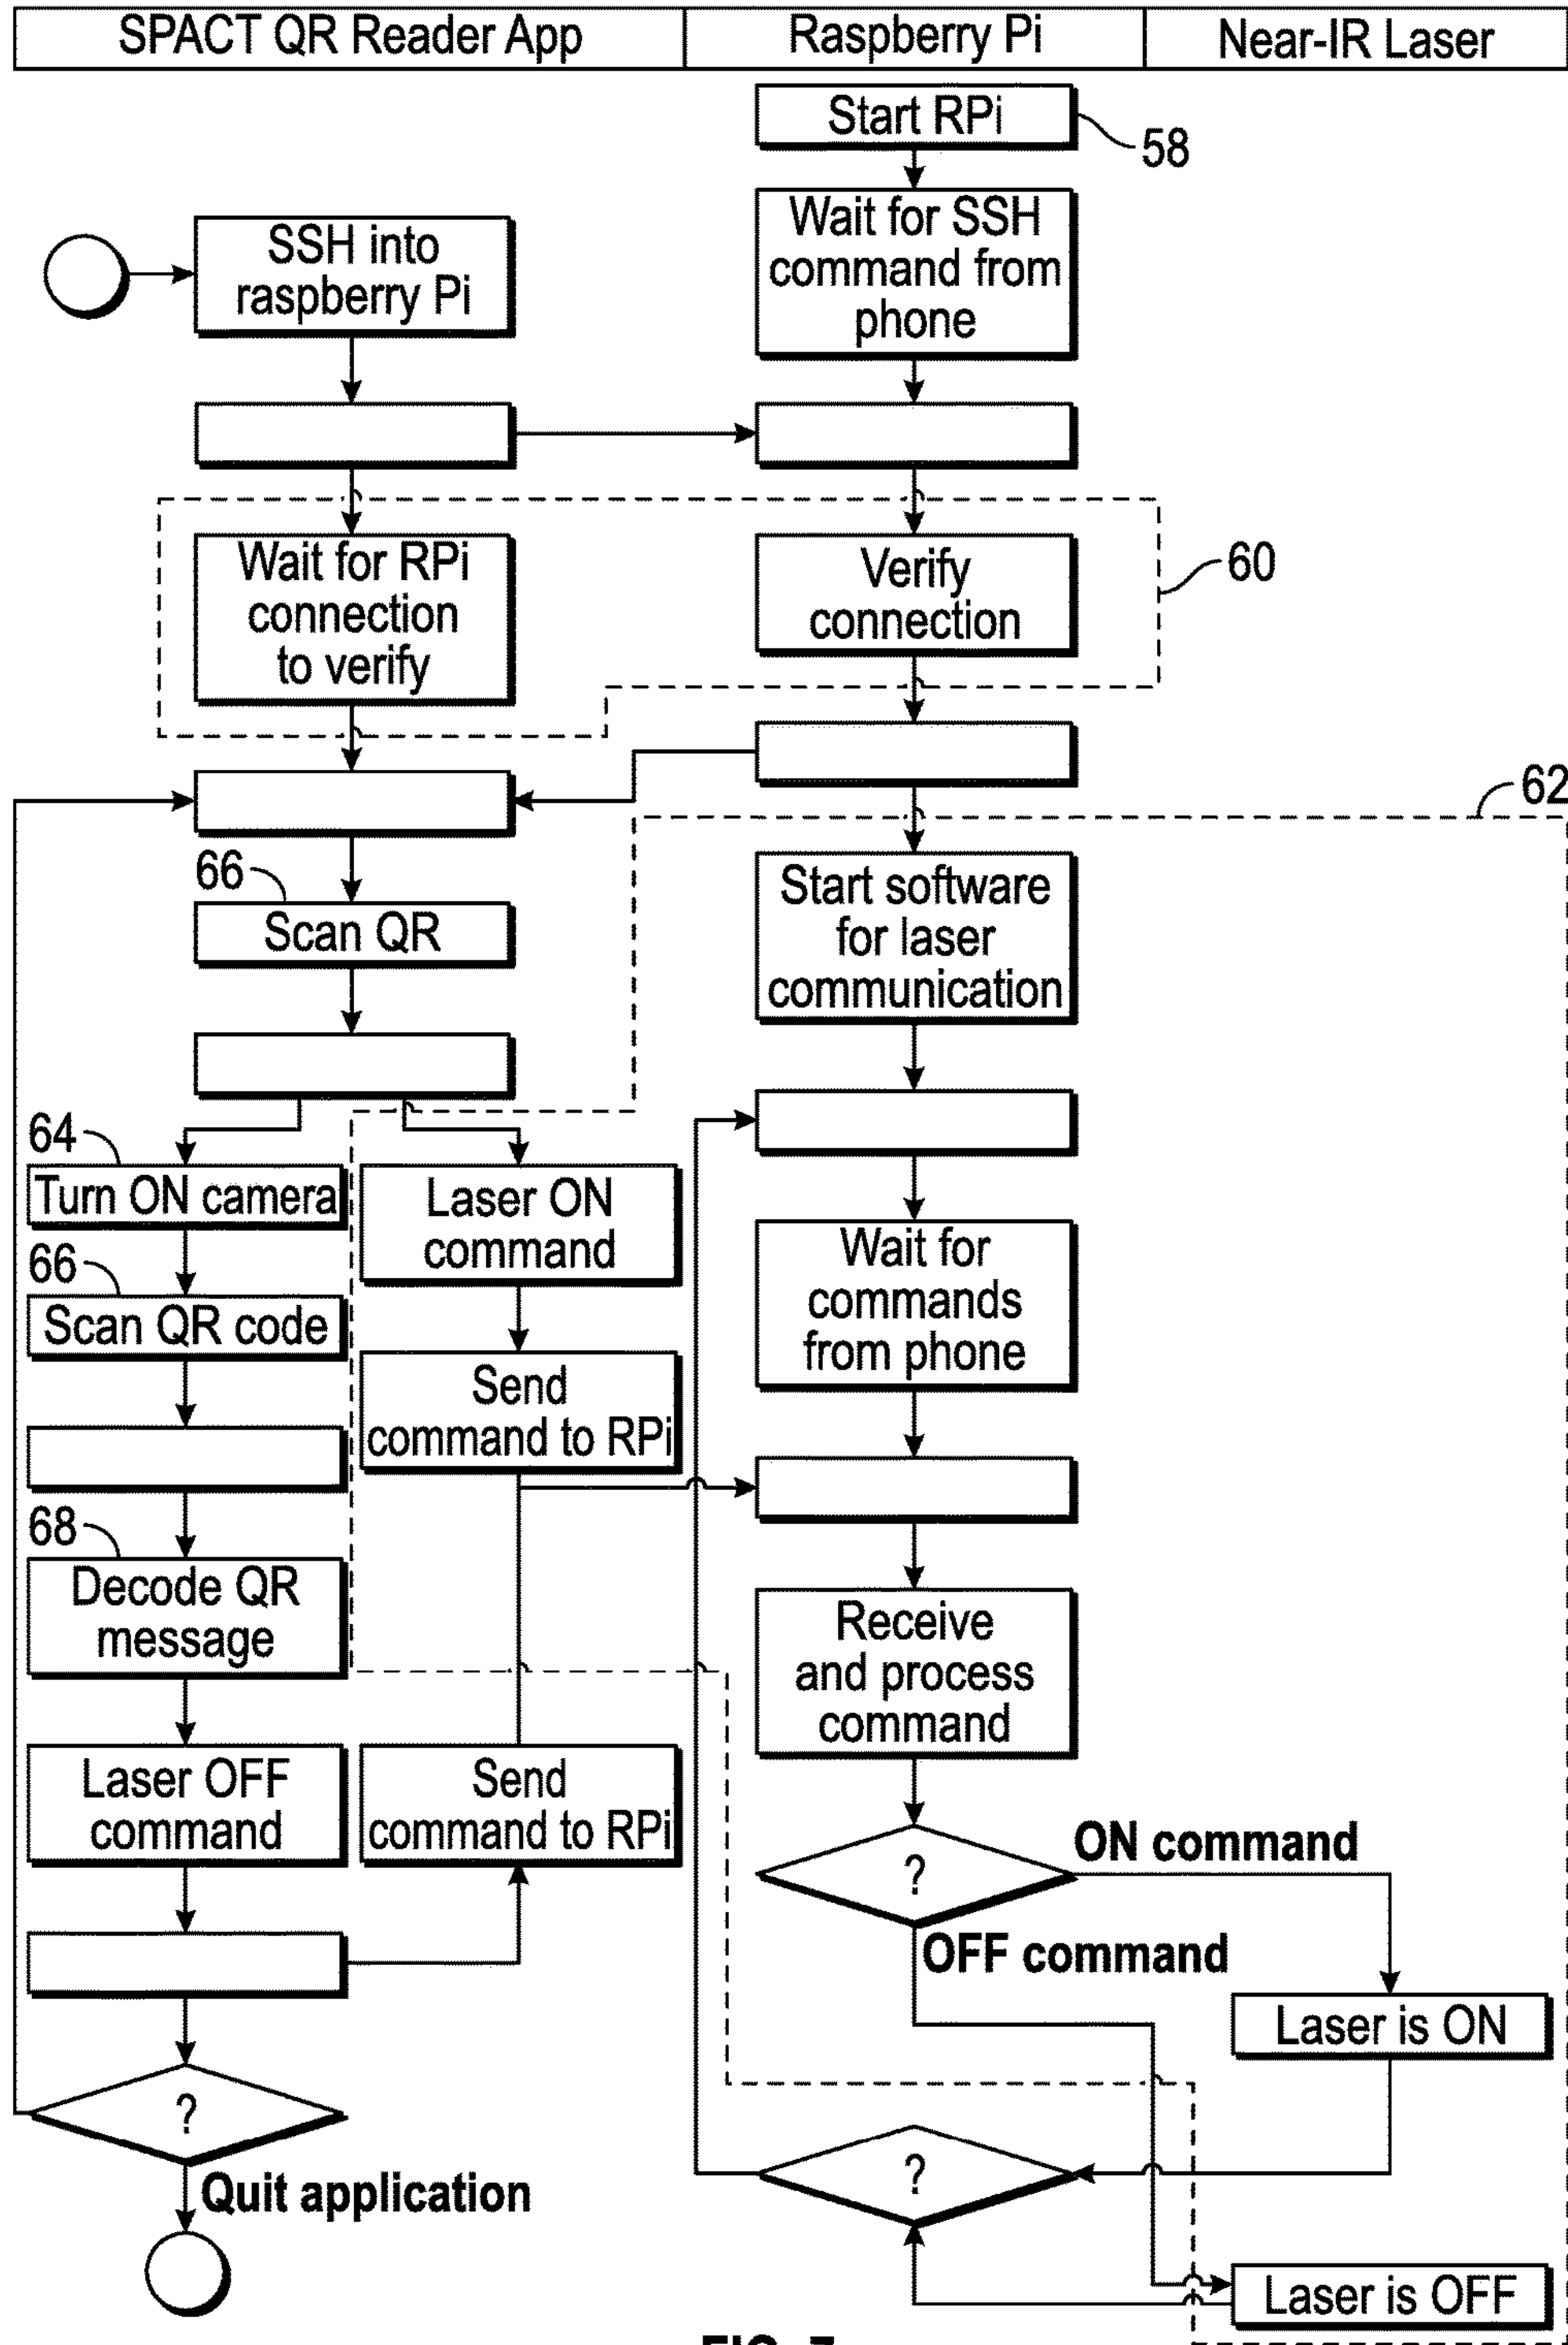 SPACT QR Reader App
Raspberry Pi
Near-IR Laser
Start RPi
58
Wait for SSH
command from
phone
SSH into
raspberry Pi
Wait for RPi
connection
to verify
Verify
connection
60
62
66
Scan QR
Start software
for laser
communication
64
Turn ON camera
Laser ON
command
66
Scan QR code
Send
command to RPi
Wait for
commands
from phone
68
Decode QR
message
Receive
and process
command
Laser OFF
command
Send
command to RPi
?
ON command
OFF command
Laser is ON
?
Quit application
?
Laser is OFF